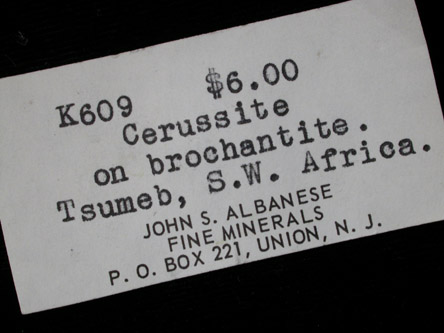 K609 $6.00
Cerussite
on brochantite.
Tsumeb, S.W. Africa.
JOHN S. ALBANESE
FINE MINERALS
P. O. BOX 221, UNION, N. J.